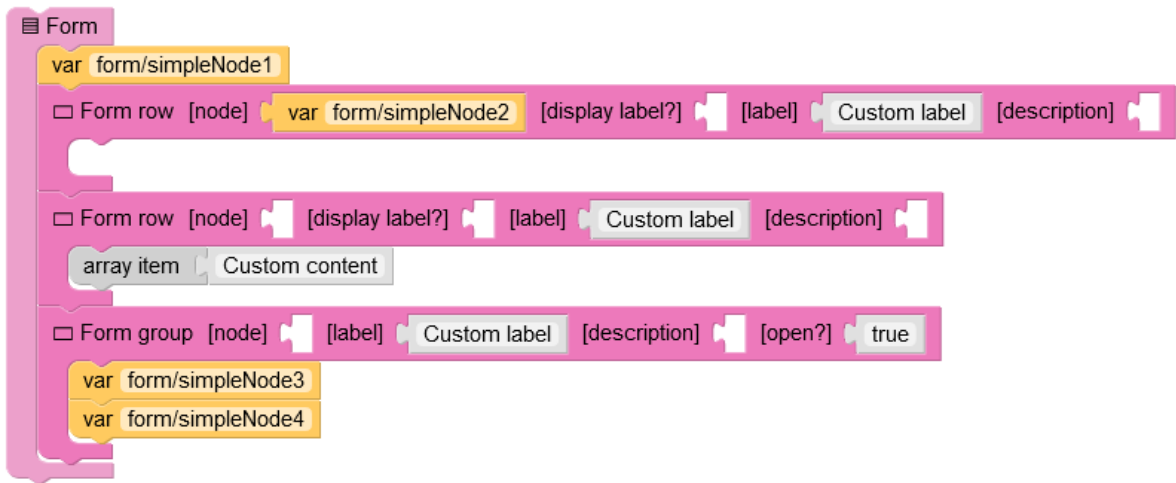 Form
var form/simpleNode1
Form row [node] var form/simpleNode2 [display label?] [label] Custom label [description]
Form row [node] [display label?] [label] Custom label [description]
array item Custom content
Form group [node] [label] Custom label [description] [open?] true
var form/simpleNode3
var form/simpleNode4